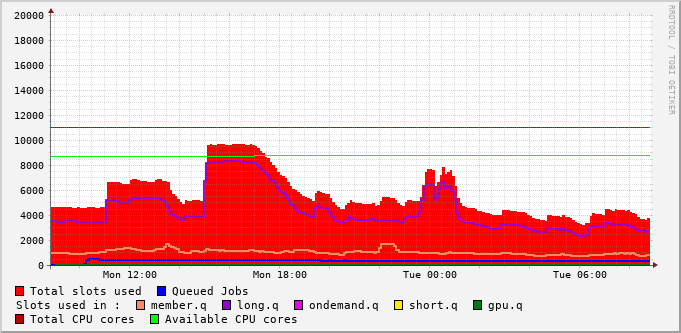 20000
18000
16000
14000
12000
10000
8000
6000
4000
2000
0
Mon 12:00 Mon 18:00 Tue 00:00 Tue 06:00
RRDTOOL / TOBI OETIKER
Total slots used Queued Jobs
Slots used in : member.q long.q ondemand.q short.q gpu.q
Total CPU cores Available CPU cores